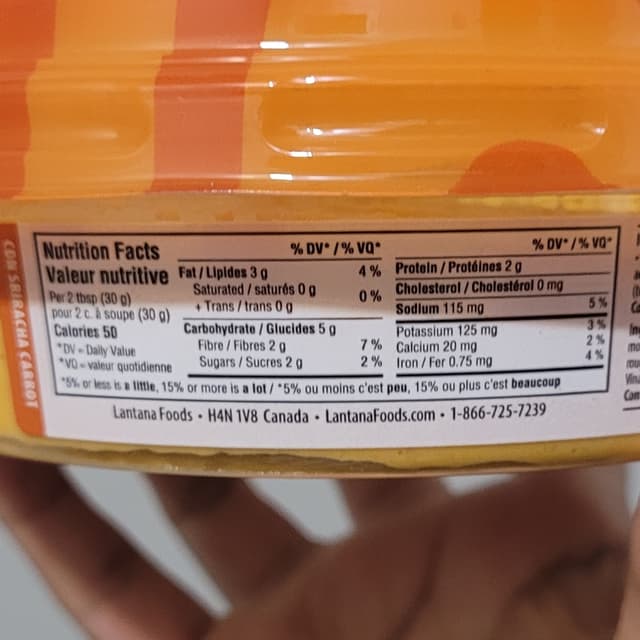 CON SRIRACHA CARROT
Nutrition Facts
Valeur nutritive
Per 2 tbsp (30 g)
pour 2 c. à soupe (30 g)
Calories 50
*DV = Daily Value
*VQ = valeur quotidienne
% DV* / % VQ*
Fat / Lipides 3 g 4 %
Saturated / saturés 0 g
+ Trans / trans 0 g 0 %
Carbohydrate / Glucides 5 g
Fibre / Fibres 2 g 7 %
Sugars / Sucres 2 g 2 %
% DV* / % VQ*
Protein / Protéines 2 g
Cholesterol / Cholestérol 0 mg
Sodium 115 mg 5 %
Potassium 125 mg 3 %
Calcium 20 mg 2 %
Iron / Fer 0.75 mg 4 %
*5% or less is a little, 15% or more is a lot / *5% ou moins c'est peu, 15% ou plus c'est beaucoup
Lantana Foods • H4N 1V8 Canada • LantanaFoods.com • 1-866-725-7239